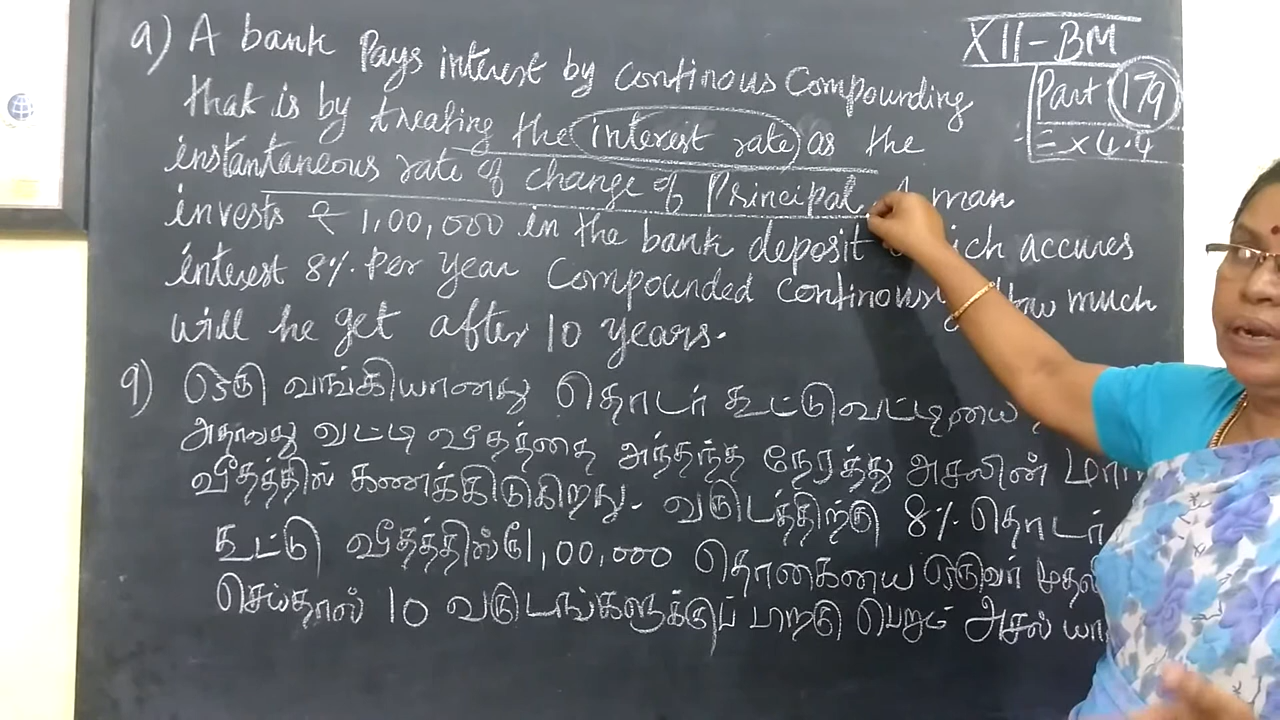 9) A bank Pays interest by continous Compounding
that is by treating the interest rate as the
instantaneous rate of change of Principal. A man
invests ₹ 1,00,000 in the bank deposit which accures
interest 8%. Per year Compounded continously. How much
will he get after 10 years.
9) ஒரு வங்கியானது தொடர் கூட்டுவட்டியை
அதாவது வட்டி வீதத்தை அந்தந்த நேரத்து அசலின்
வீதத்தில் கணக்கிடுகிறது. வருடத்திற்கு 8%. தொடர்
கூட்டு வீதத்தில் ரூ1,00,000 தொகையை ஒருவர்
செய்தால் 10 வருடங்களுக்குப் பிறகு பெறும் அசல்
XII-BM
Part 179
Ex 4.4